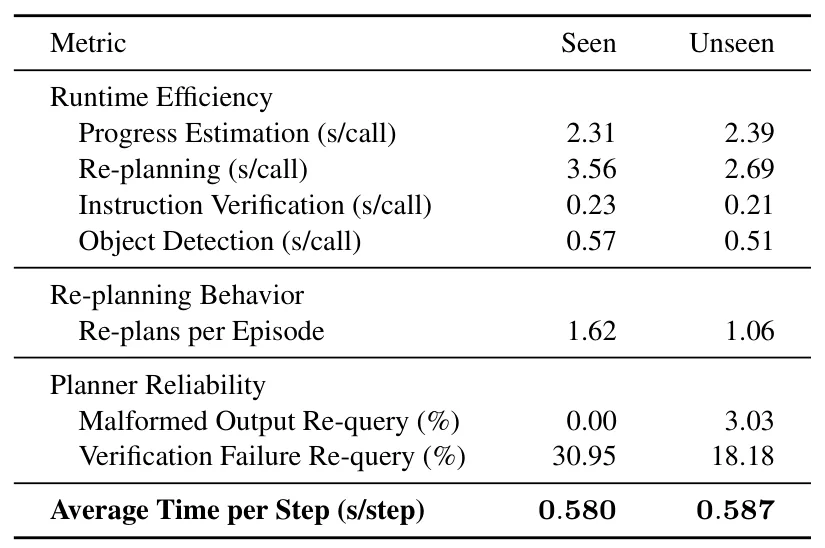 Metric Seen Unseen
Runtime Efficiency
Progress Estimation (s/call) 2.31 2.39
Re-planning (s/call) 3.56 2.69
Instruction Verification (s/call) 0.23 0.21
Object Detection (s/call) 0.57 0.51
Re-planning Behavior
Re-plans per Episode 1.62 1.06
Planner Reliability
Malformed Output Re-query (%) 0.00 3.03
Verification Failure Re-query (%) 30.95 18.18
Average Time per Step (s/step) 0.580 0.587